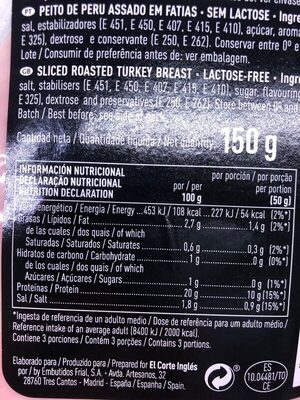 PT PEITO DE PERU ASSADO EM FATIAS · SEM LACTOSE · Ingr
sal, estabilizadores (E 451, E 450, E 407, E 415, E 410), açúcar, aroma
E 325), dextrose e conservante (E 250, E 262). Conservar entre 0º e
Lote / Consumir de preferência antes de: ver embalagem.
GB SLICED ROASTED TURKEY BREAST · LACTOSE-FREE · Ingre
salt, stabilisers (E 451, E 450, E 407, E 415, E 410), sugar, flavouring
E 325), dextrose and preservatives (E 250, E 262). Store between 0º and
Batch / Best before: see side of pack.
Cantidad neta / Quantidade líquida / Net quantity: 150 g
INFORMACIÓN NUTRICIONAL
DECLARAÇÃO NUTRICIONAL
NUTRITION DECLARATION
por / per
100 g
por porción / por porção
per portion
(50 g)
energético / Energia / Energy ... 453 kJ / 108 kcal ... 227 kJ / 54 kcal (2%*)
Grasas / Lípidos / Fat 2,7 g 1,4 g (2%*)
de las cuales / dos quais / of which
Saturadas / Saturados / Saturates 0,6 g 0,3 g (2%*)
Hidratos de carbono / Carbohydrate 1 g 0 g (0%*)
de los cuales / dos quais / of which
Azúcares / Açúcares / Sugars 1 g 0 g (1%*)
Proteínas / Protein 20 g 10 g (15%*)
Sal / Salt 1,8 g 0,9 g (15%*)
*Ingesta de referencia de un adulto medio / Dose de referência para um adulto médio /
Reference intake of an average adult (8400 kJ / 2000 kcal).
Contiene 3 porciones / Contém 3 porções / Contains 3 portions.
Elaborado para / Produzido para / Prepared for El Corte Inglés
por / by Embutidos Frial, S.A. · Avda. Artesanos, 32
28760 Tres Cantos - Madrid - España / Espanha / Spain.
ES
10.04481/TO
CE